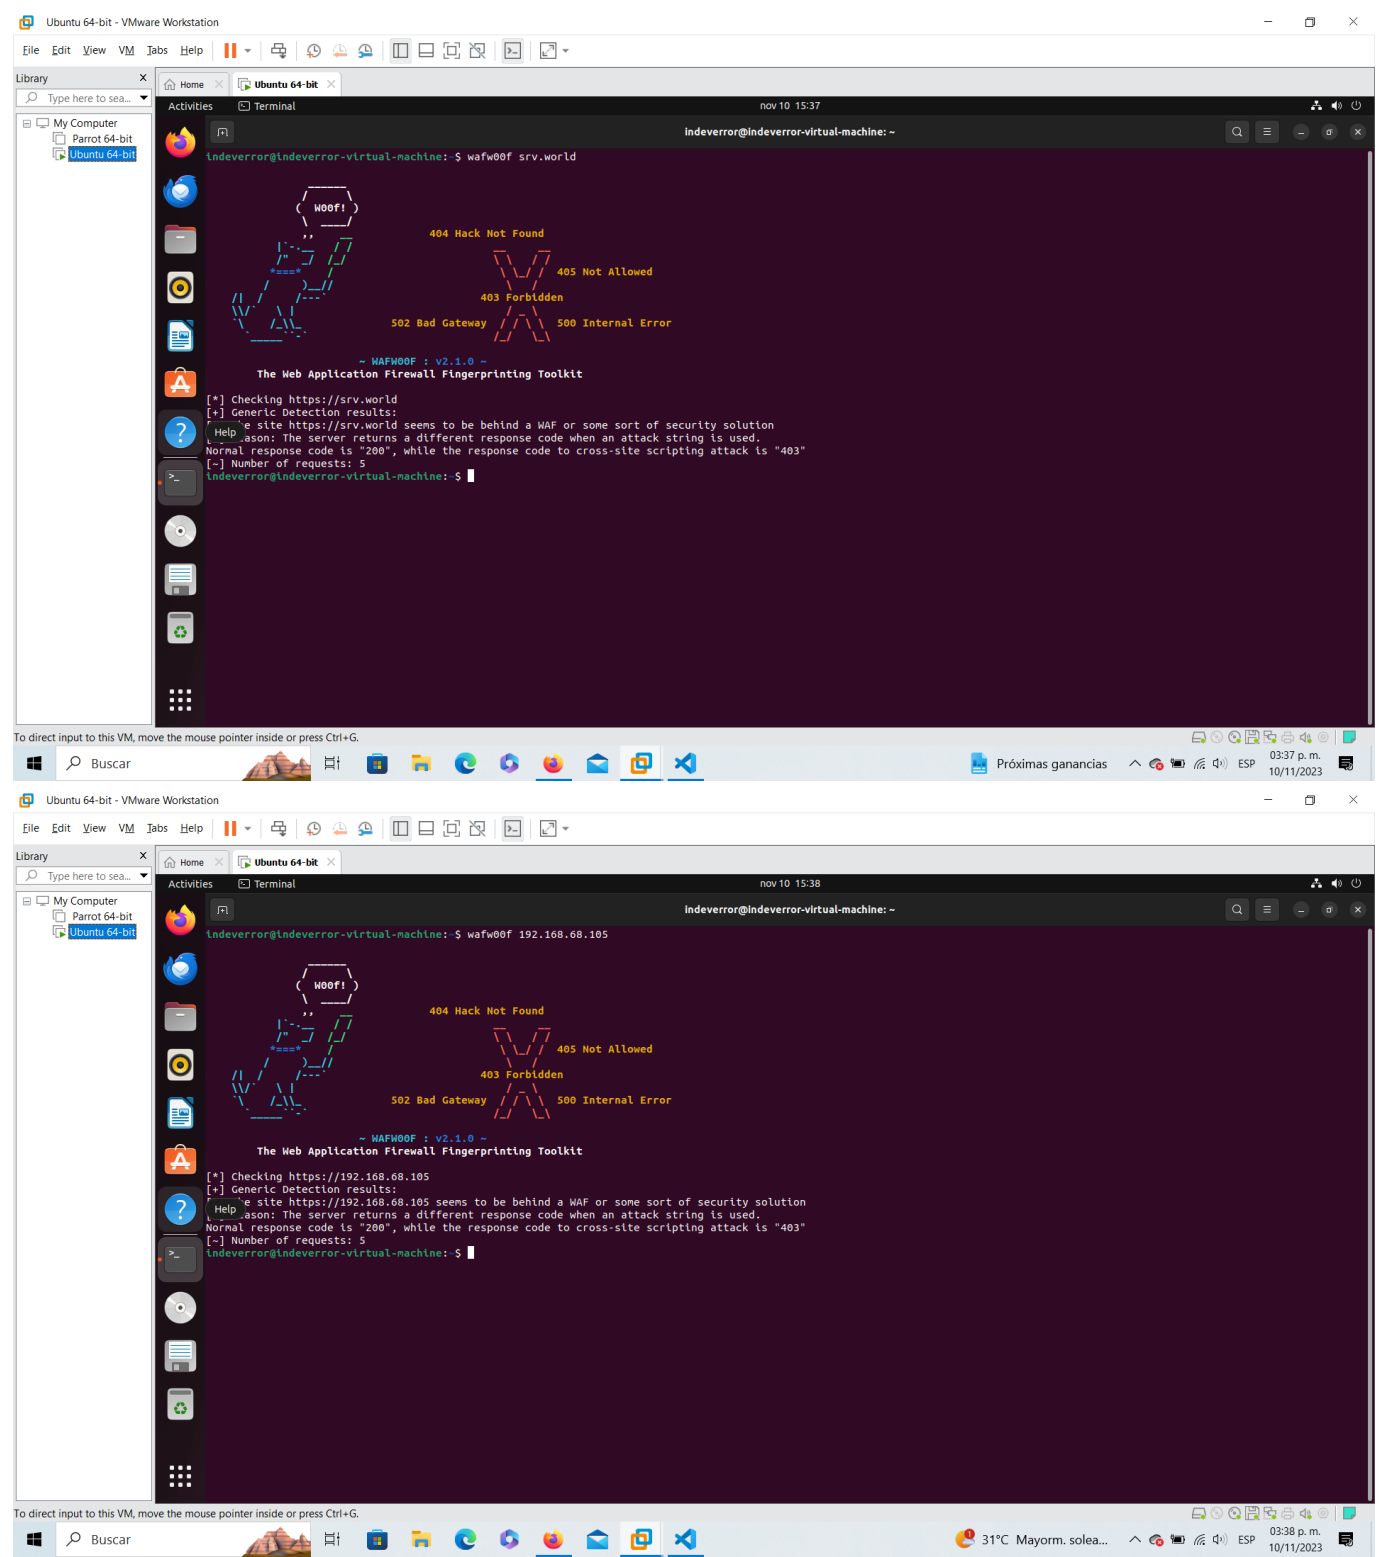 Ubuntu 64-bit - VMware Workstation
File Edit View VM Tabs Help
Library
Home Ubuntu 64-bit
Type here to sea...
Activities Terminal nov 10 15:37
My Computer
Parrot 64-bit
Ubuntu 64-bit
indeverror@indeverror-virtual-machine: ~
indeverror@indeverror-virtual-machine:~$ wafw00f srv.world
( W00f! )
404 Hack Not Found
405 Not Allowed
403 Forbidden
502 Bad Gateway 500 Internal Error
~ WAFW00F : v2.1.0 ~
The Web Application Firewall Fingerprinting Toolkit
[*] Checking https://srv.world
[+] Generic Detection results:
site https://srv.world seems to be behind a WAF or some sort of security solution
Help
The server returns a different response code when an attack string is used.
Normal response code is "200", while the response code to cross-site scripting attack is "403"
[~] Number of requests: 5
indeverror@indeverror-virtual-machine:~$
To direct input to this VM, move the mouse pointer inside or press Ctrl+G.
Buscar Próximas ganancias ESP 03:37 p. m.
10/11/2023
Ubuntu 64-bit - VMware Workstation
File Edit View VM Tabs Help
Library
Home Ubuntu 64-bit
Type here to sea...
Activities Terminal nov 10 15:38
My Computer
Parrot 64-bit
Ubuntu 64-bit
indeverror@indeverror-virtual-machine: ~
indeverror@indeverror-virtual-machine:~$ wafw00f 192.168.68.105
( W00f! )
404 Hack Not Found
405 Not Allowed
403 Forbidden
502 Bad Gateway 500 Internal Error
~ WAFW00F : v2.1.0 ~
The Web Application Firewall Fingerprinting Toolkit
[*] Checking https://192.168.68.105
[+] Generic Detection results:
site https://192.168.68.105 seems to be behind a WAF or some sort of security solution
Help
The server returns a different response code when an attack string is used.
Normal response code is "200", while the response code to cross-site scripting attack is "403"
[~] Number of requests: 5
indeverror@indeverror-virtual-machine:~$
To direct input to this VM, move the mouse pointer inside or press Ctrl+G.
Buscar 31°C Mayorm. solea... ESP 03:38 p. m.
10/11/2023